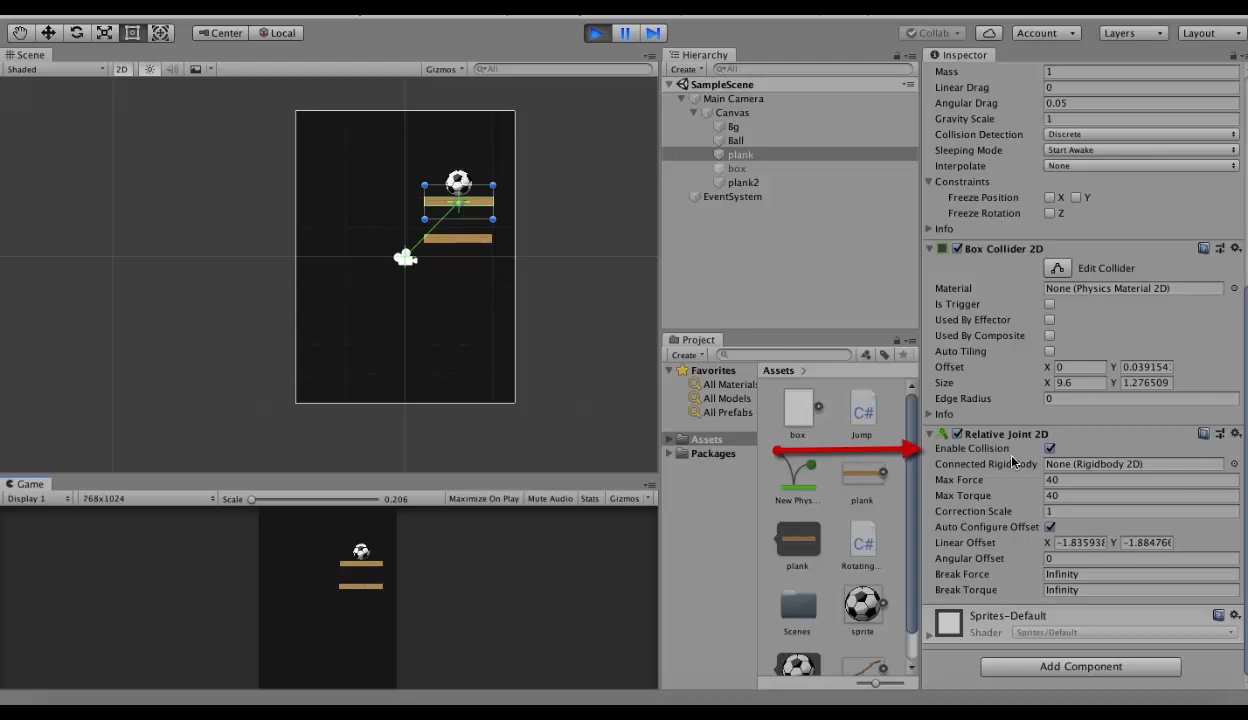 Center Local
Collab Account Layers Layout
Scene
Shaded 2D Gizmos All
Hierarchy
Create All
SampleScene
Main Camera
Canvas
Bg
Ball
plank
box
plank2
EventSystem
Project
Create
Favorites
All Materials
All Models
All Prefabs
Assets
Packages
Assets
box Jump
New Phys... plank
plank Rotating...
Scenes sprite
C#
C#
Game
Display 1 768x1024 Scale 0.206 Maximize On Play Mute Audio Stats Gizmos
Inspector
Mass 1
Linear Drag 0
Angular Drag 0.05
Gravity Scale 1
Collision Detection Discrete
Sleeping Mode Start Awake
Interpolate None
Constraints
Freeze Position X Y
Freeze Rotation Z
Info
Box Collider 2D
Edit Collider
Material None (Physics Material 2D)
Is Trigger
Used By Effector
Used By Composite
Auto Tiling
Offset X 0 Y 0.039154
Size X 9.6 Y 1.276509
Edge Radius 0
Info
Relative Joint 2D
Enable Collision
Connected Rigidbody None (Rigidbody 2D)
Max Force 40
Max Torque 40
Correction Scale 1
Auto Configure Offset
Linear Offset X -1.835938 Y -1.884766
Angular Offset 0
Break Force Infinity
Break Torque Infinity
Sprites-Default
Shader Sprites/Default
Add Component